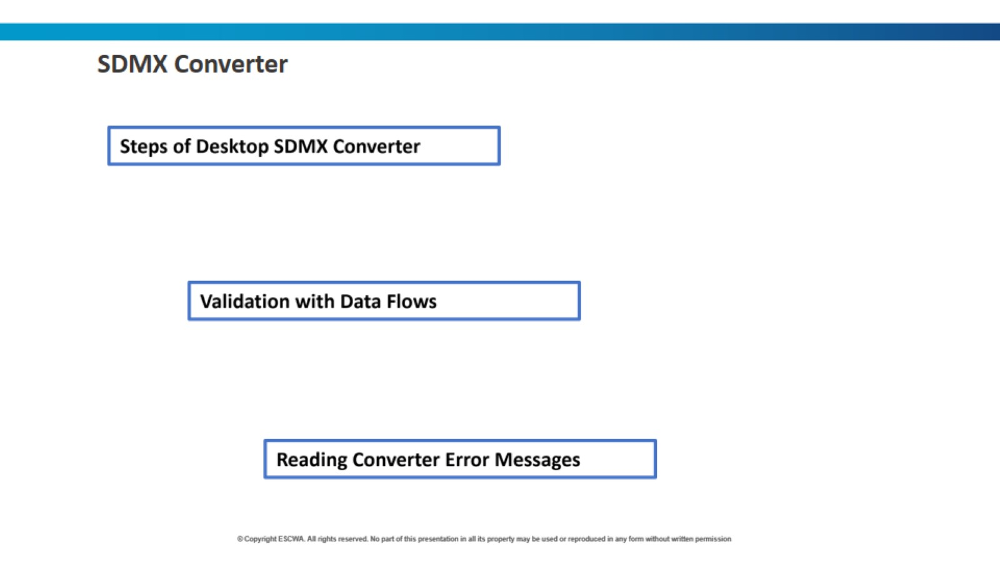 SDMX Converter
Steps of Desktop SDMX Converter
Validation with Data Flows
Reading Converter Error Messages
© Copyright ESCWA. All rights reserved. No part of this presentation in all its property may be used or reproduced in any form without written permission